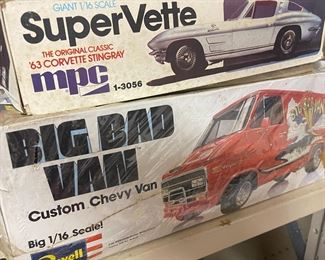 GIANT 1/16 SCALE
SuperVette
THE ORIGINAL CLASSIC
'63 CORVETTE STINGRAY
mpc
1-3056
BIG BAD
VAN
Custom Chevy Van
Big 1/16 Scale!
Revell